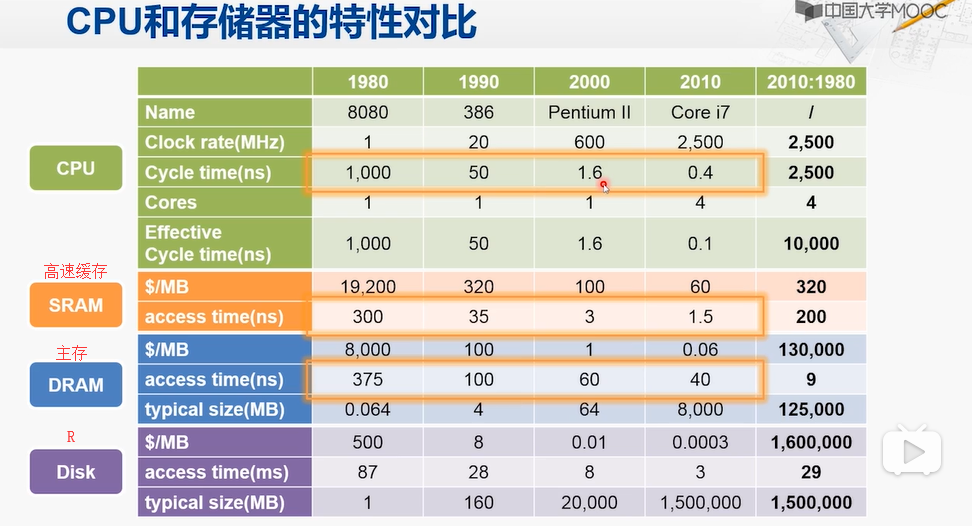 CPU和存储器的特性对比
中国大学MOOC
1980 1990 2000 2010 2010:1980
Name 8080 386 Pentium II Core i7 /
Clock rate(MHz) 1 20 600 2,500 2,500
CPU
Cycle time(ns) 1,000 50 1.6 0.4 2,500
Cores 1 1 1 4 4
Effective
Cycle time(ns) 1,000 50 1.6 0.1 10,000
高速缓存
SRAM
$/MB 19,200 320 100 60 320
access time(ns) 300 35 3 1.5 200
主存
DRAM
$/MB 8,000 100 1 0.06 130,000
access time(ns) 375 100 60 40 9
typical size(MB) 0.064 4 64 8,000 125,000
R
Disk
$/MB 500 8 0.01 0.0003 1,600,000
access time(ms) 87 28 8 3 29
typical size(MB) 1 160 20,000 1,500,000 1,500,000